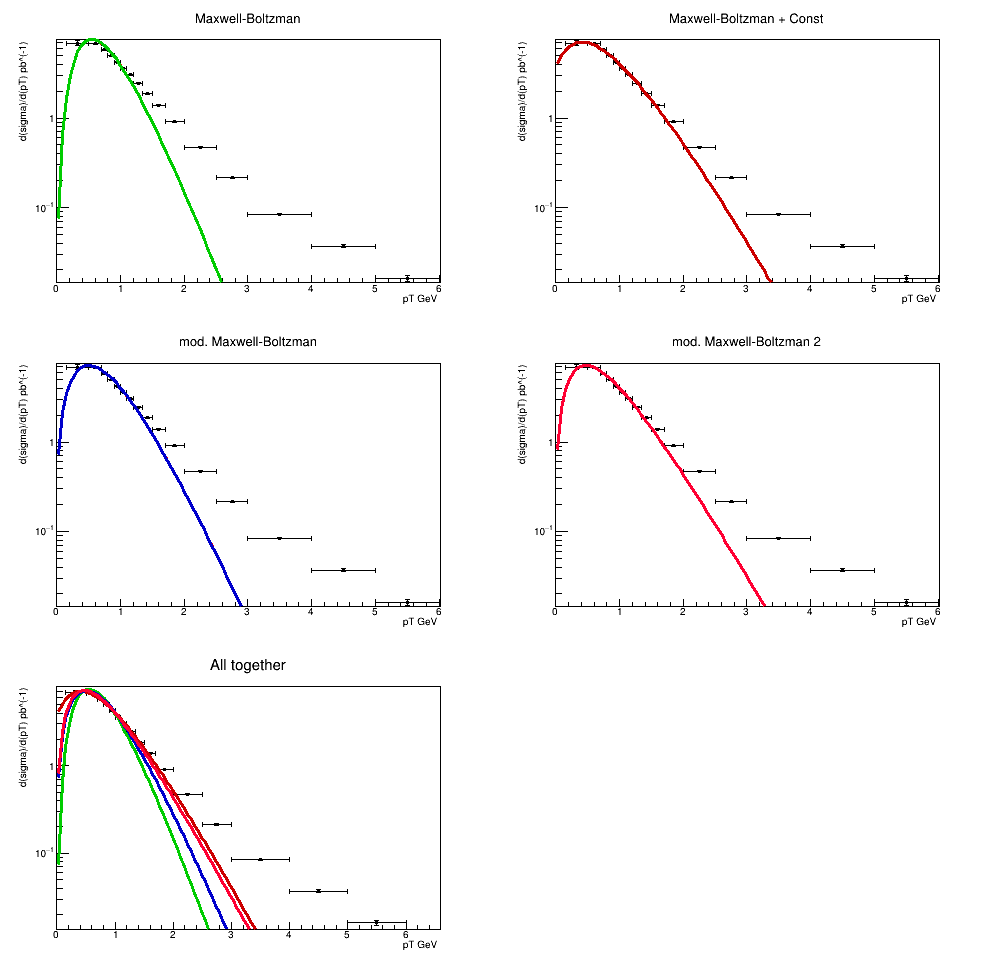 Maxwell-Boltzman
d(sigma)/d(pT) pb^(-1)
1
10⁻¹
0 1 2 3 4 5 6
pT GeV
Maxwell-Boltzman + Const
d(sigma)/d(pT) pb^(-1)
1
10⁻¹
0 1 2 3 4 5 6
pT GeV
mod. Maxwell-Boltzman
d(sigma)/d(pT) pb^(-1)
1
10⁻¹
0 1 2 3 4 5 6
pT GeV
mod. Maxwell-Boltzman 2
d(sigma)/d(pT) pb^(-1)
1
10⁻¹
0 1 2 3 4 5 6
pT GeV
All together
d(sigma)/d(pT) pb^(-1)
1
10⁻¹
0 1 2 3 4 5 6
pT GeV